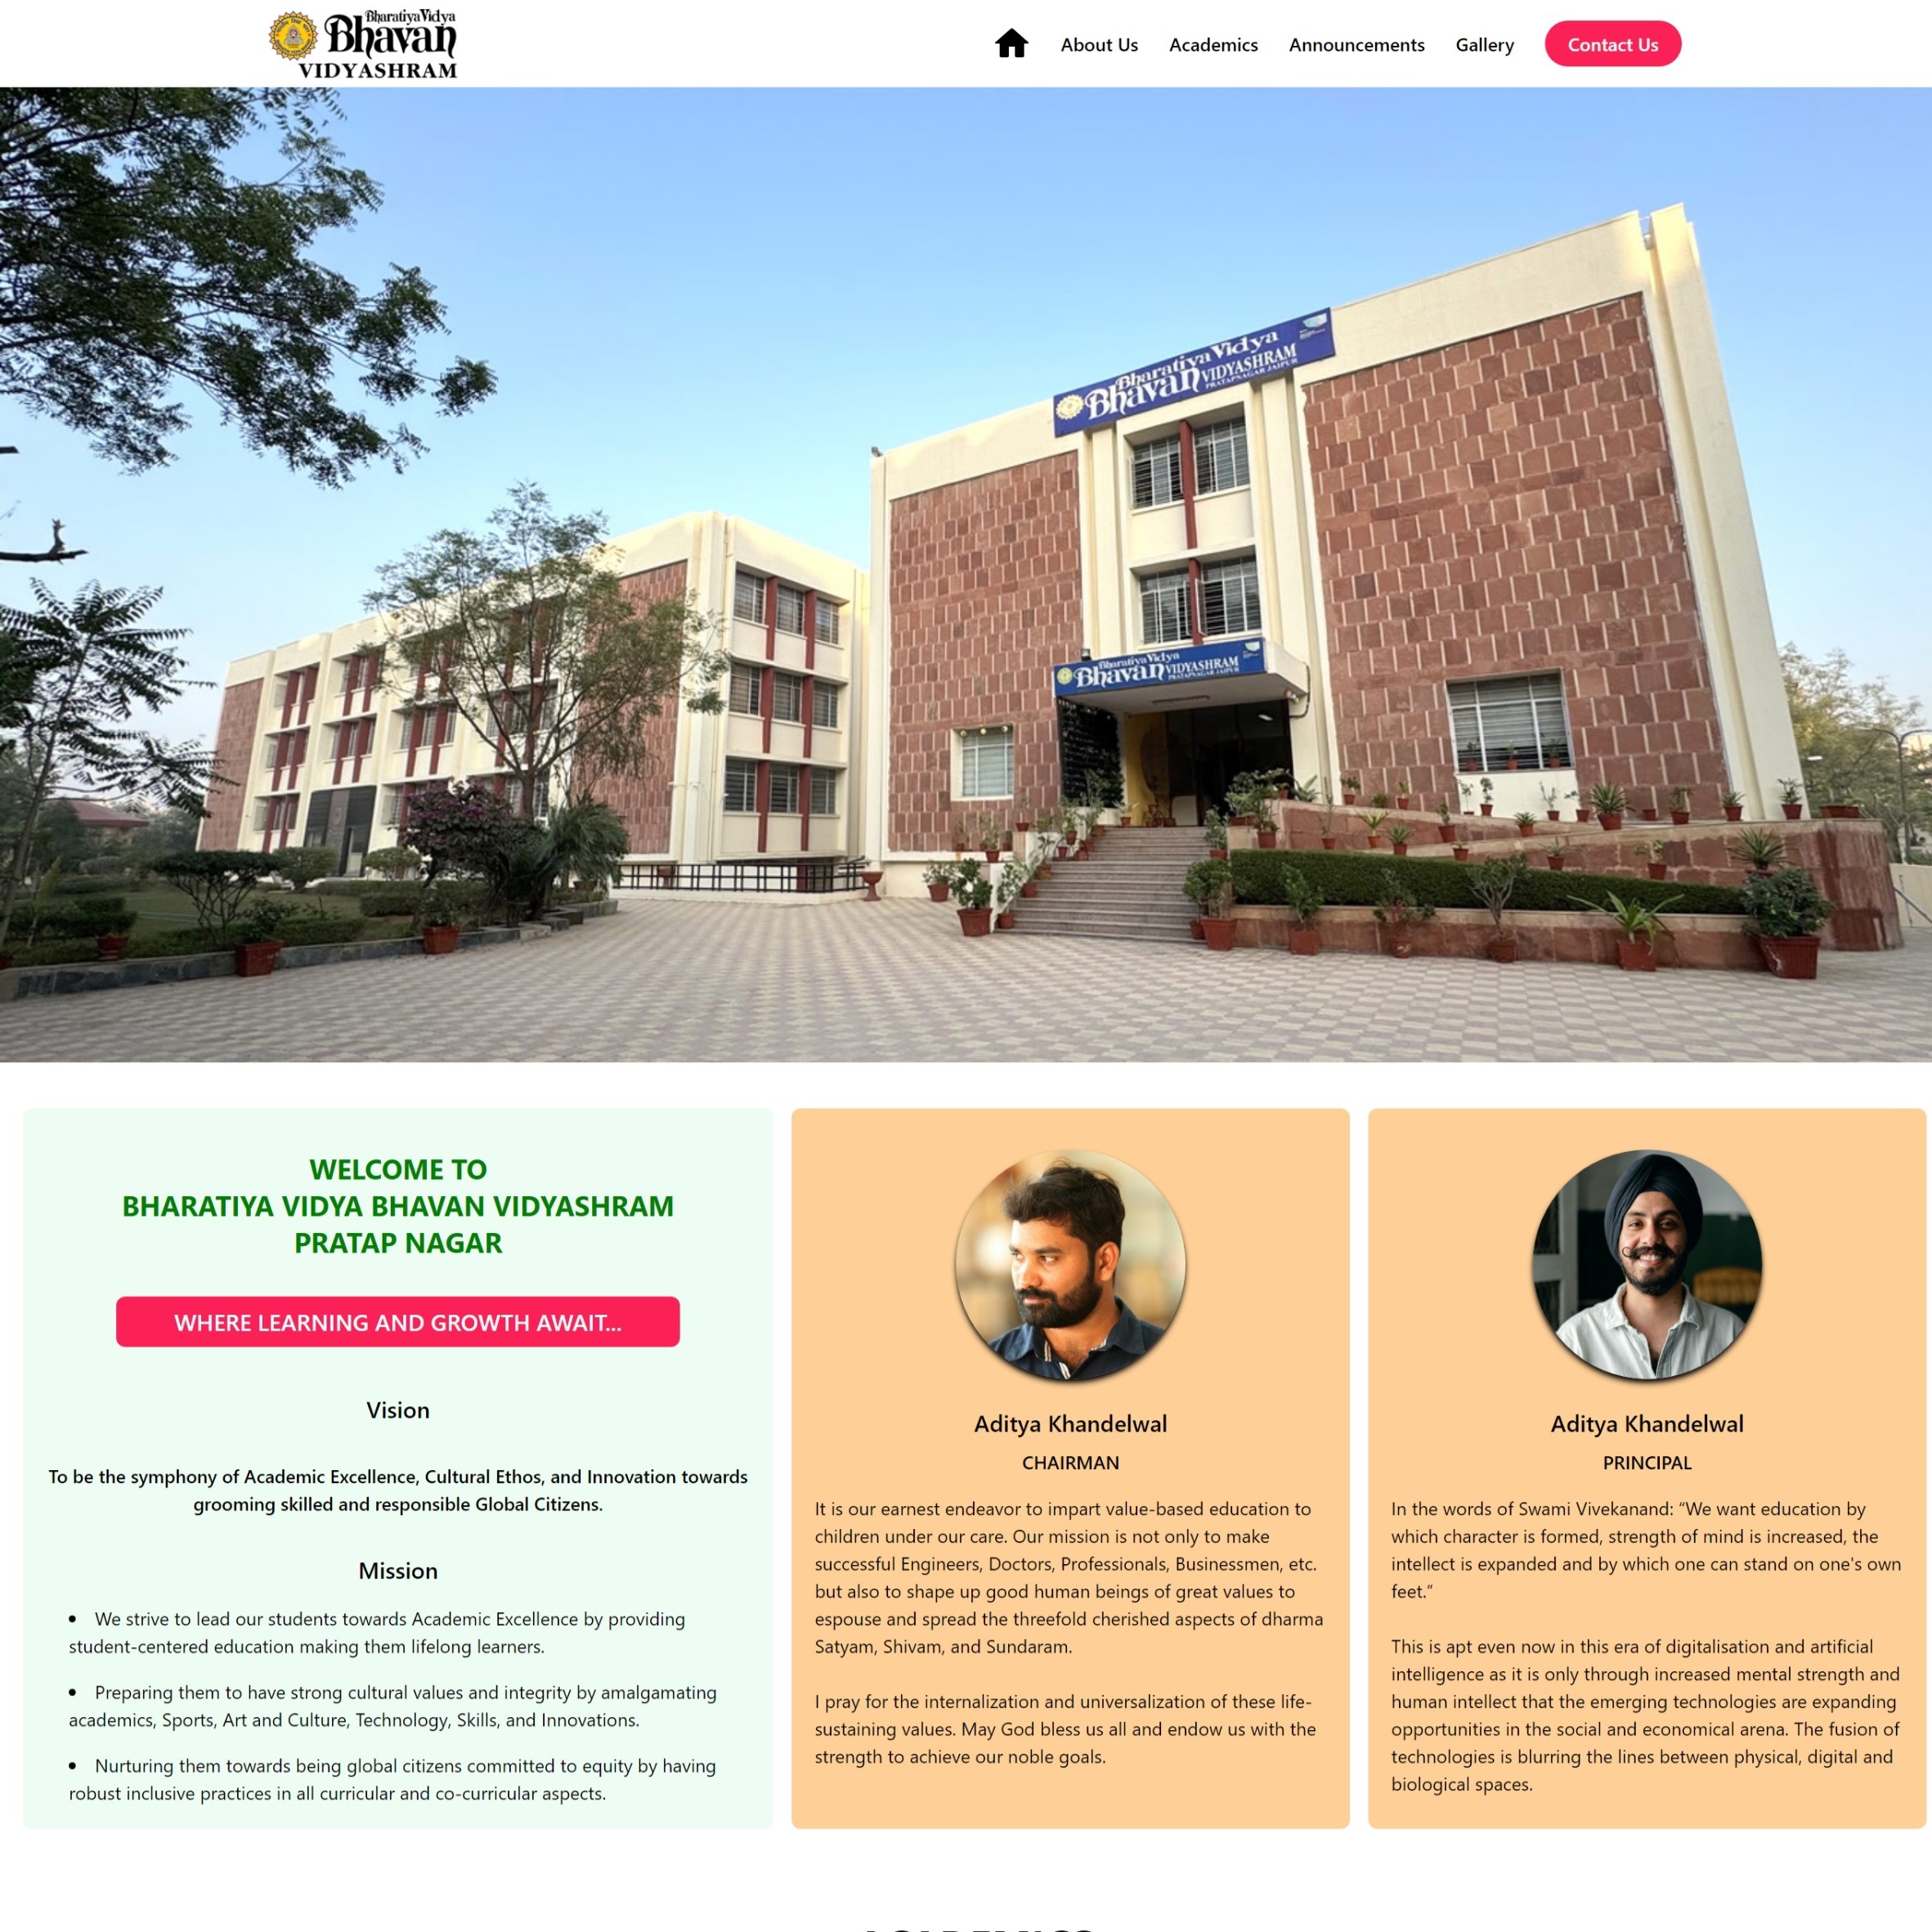 Bharatiya Vidya
Bhavan
VIDYASHRAM
About Us
Academics
Announcements
Gallery
Contact Us
Bharatiya Vidya
Bhavan VIDYASHRAM
PRATAPNAGAR JAIPUR
Bharatiya Vidya
Bhavan VIDYASHRAM
PRATAPNAGAR JAIPUR
WELCOME TO
BHARATIYA VIDYA BHAVAN VIDYASHRAM
PRATAP NAGAR
WHERE LEARNING AND GROWTH AWAIT...
Vision
To be the symphony of Academic Excellence, Cultural Ethos, and Innovation towards
grooming skilled and responsible Global Citizens.
Mission
• We strive to lead our students towards Academic Excellence by providing
student-centered education making them lifelong learners.
• Preparing them to have strong cultural values and integrity by amalgamating
academics, Sports, Art and Culture, Technology, Skills, and Innovations.
• Nurturing them towards being global citizens committed to equity by having
robust inclusive practices in all curricular and co-curricular aspects.
Aditya Khandelwal
CHAIRMAN
It is our earnest endeavor to impart value-based education to
children under our care. Our mission is not only to make
successful Engineers, Doctors, Professionals, Businessmen, etc.
but also to shape up good human beings of great values to
espouse and spread the threefold cherished aspects of dharma
Satyam, Shivam, and Sundaram.
I pray for the internalization and universalization of these life-
sustaining values. May God bless us all and endow us with the
strength to achieve our noble goals.
Aditya Khandelwal
PRINCIPAL
In the words of Swami Vivekanand: “We want education by
which character is formed, strength of mind is increased, the
intellect is expanded and by which one can stand on one's own
feet.”
This is apt even now in this era of digitalisation and artificial
intelligence as it is only through increased mental strength and
human intellect that the emerging technologies are expanding
opportunities in the social and economical arena. The fusion of
technologies is blurring the lines between physical, digital and
biological spaces.